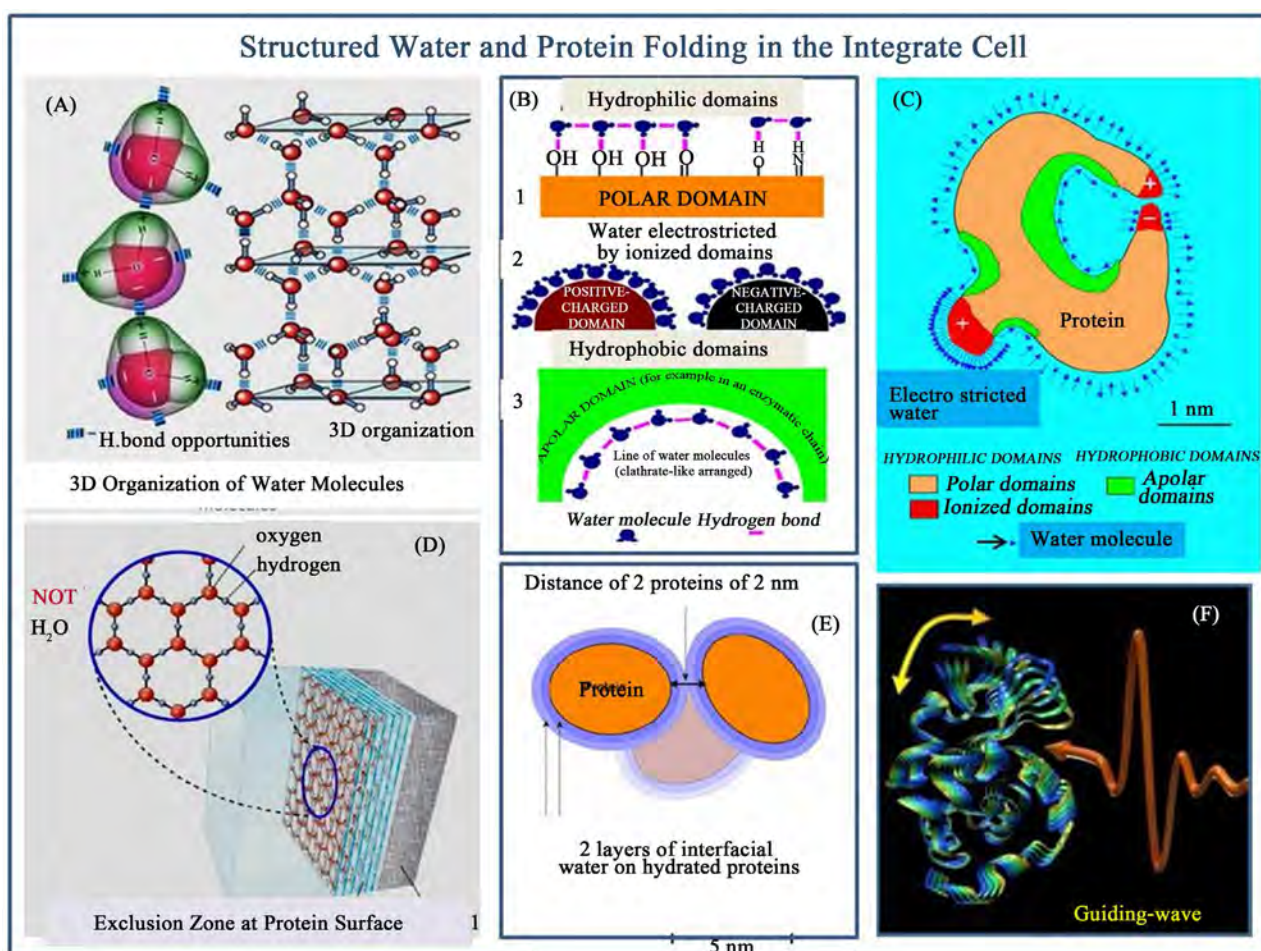 Structured Water and Protein Folding in the Integrate Cell
(A)
H.bond opportunities
3D organization
3D Organization of Water Molecules
(B)
Hydrophilic domains
OH OH OH O
H
O
H
N
1
POLAR DOMAIN
Water electrostricted
by ionized domains
2
POSITIVE-
CHARGED
DOMAIN
NEGATIVE-
CHARGED
DOMAIN
Hydrophobic domains
3
APOLAR DOMAIN (for example in an enzymatic chain)
Line of water molecules
(clathrate-like arranged)
Water molecule Hydrogen bond
(C)
+
−
+
Protein
Electro stricted
water
1 nm
HYDROPHILIC DOMAINS HYDROPHOBIC DOMAINS
Polar domains
Apolar
domains
Ionized domains
Water molecule
molecules
(D)
oxygen
hydrogen
NOT
H₂O
Exclusion Zone at Protein Surface
1
Distance of 2 proteins of 2 nm
(E)
Protein
2 layers of interfacial
water on hydrated proteins
5 nm
(F)
Guiding-wave